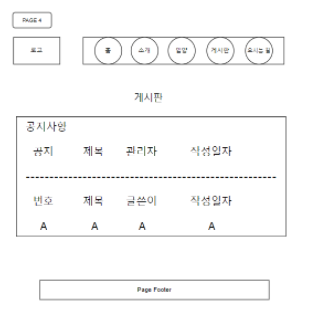 PAGE 4
로고
홈 소개 입양 게시판 오시는 길
게시판
공지사항
공지 제목 관리자 작성일자
번호 제목 글쓴이 작성일자
A A A A
Page Footer